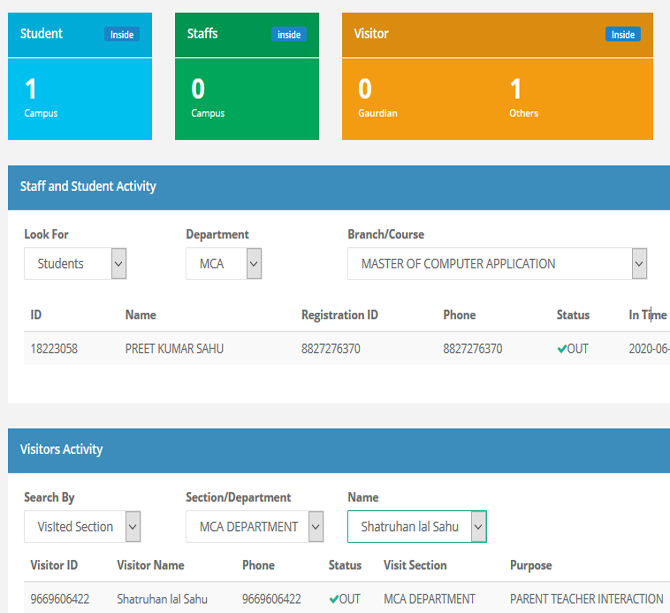 Student Inside Staffs inside Visitor Inside
1 0 0 1
Campus Campus Gaurdian Others
Staff and Student Activity
Look For Department Branch/Course
Students MCA MASTER OF COMPUTER APPLICATION
ID Name Registration ID Phone Status In Time
18223058 PREET KUMAR SAHU 8827276370 8827276370 OUT 2020-06-
Visitors Activity
Search By Section/Department Name
Visited Section MCA DEPARTMENT Shatruhan lal Sahu
Visitor ID Visitor Name Phone Status Visit Section Purpose
9669606422 Shatruhan lal Sahu 9669606422 OUT MCA DEPARTMENT PARENT TEACHER INTERACTION